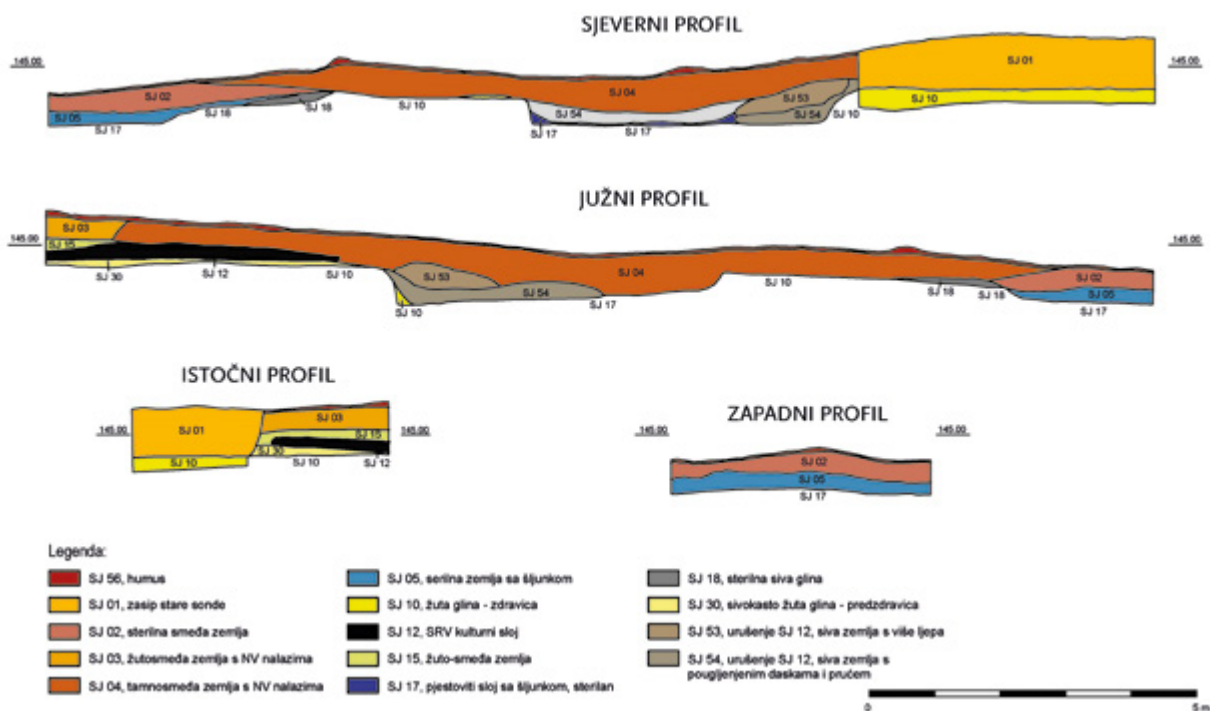 SJEVERNI PROFIL
145.00
145.00
SJ 01
SJ 02
SJ 04
SJ 53
SJ 10
SJ 18
SJ 10
SJ 05
SJ 18
SJ 54
SJ 54
SJ 10
SJ 17
SJ 17
SJ 17
JUŽNI PROFIL
SJ 03
145.00
SJ 15
145.00
SJ 30
SJ 12
SJ 10
SJ 53
SJ 04
SJ 10
SJ 02
SJ 54
SJ 18
SJ 18
SJ 05
SJ 10
SJ 17
SJ 17
ISTOČNI PROFIL
SJ 03
145.00
SJ 01
SJ 15
145.00
SJ 30
SJ 10
SJ 10
SJ 12
ZAPADNI PROFIL
145.00
145.00
SJ 02
SJ 05
SJ 17
Legenda:
SJ 56, humus
SJ 01, zasip stare sonde
SJ 02, sterilna smeđa zemlja
SJ 03, žutosmeđa zemlja s NV nalazima
SJ 04, tamnosmeđa zemlja s NV nalazima
SJ 05, serilna zemlja sa šljunkom
SJ 10, žuta glina - zdravica
SJ 12, SRV kulturni sloj
SJ 15, žuto-smeđa zemlja
SJ 17, pjestoviti sloj sa šljunkom, sterilan
SJ 18, sterilna siva glina
SJ 30, sivokasto žuta glina - predzdravica
SJ 53, urušenje SJ 12, siva zemlja s više ljepa
SJ 54, urušenje SJ 12, siva zemlja s
pougljenjenim daskama i prućem
0
5 m